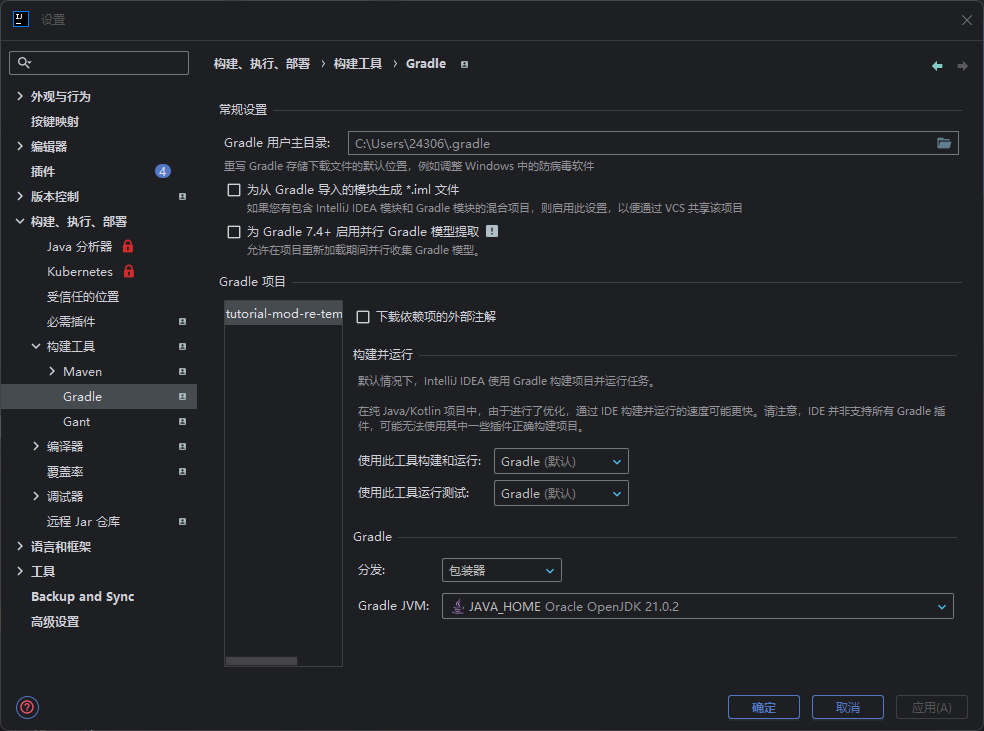 设置
外观与行为
按键映射
编辑器
插件 4
版本控制
构建、执行、部署
Java 分析器
Kubernetes
受信任的位置
必需插件
构建工具
Maven
Gradle
Gant
编译器
覆盖率
调试器
远程 Jar 仓库
语言和框架
工具
Backup and Sync
高级设置
构建、执行、部署 › 构建工具 › Gradle
常规设置
Gradle 用户主目录: C:\Users\24306\.gradle
重写 Gradle 存储下载文件的默认位置，例如调整 Windows 中的防病毒软件
为从 Gradle 导入的模块生成 *.iml 文件
如果您有包含 IntelliJ IDEA 模块和 Gradle 模块的混合项目，则启用此设置，以便通过 VCS 共享该项目
为 Gradle 7.4+ 启用并行 Gradle 模型提取
允许在项目重新加载期间并行收集 Gradle 模型。
Gradle 项目
tutorial-mod-re-tem
下载依赖项的外部注解
构建并运行
默认情况下，IntelliJ IDEA 使用 Gradle 构建项目并运行任务。
在纯 Java/Kotlin 项目中，由于进行了优化，通过 IDE 构建并运行的速度可能更快。请注意，IDE 并非支持所有 Gradle 插
件，可能无法使用其中一些插件正确构建项目。
使用此工具构建和运行: Gradle (默认)
使用此工具运行测试: Gradle (默认)
Gradle
分发: 包装器
Gradle JVM: JAVA_HOME Oracle OpenJDK 21.0.2
确定 取消 应用(A)